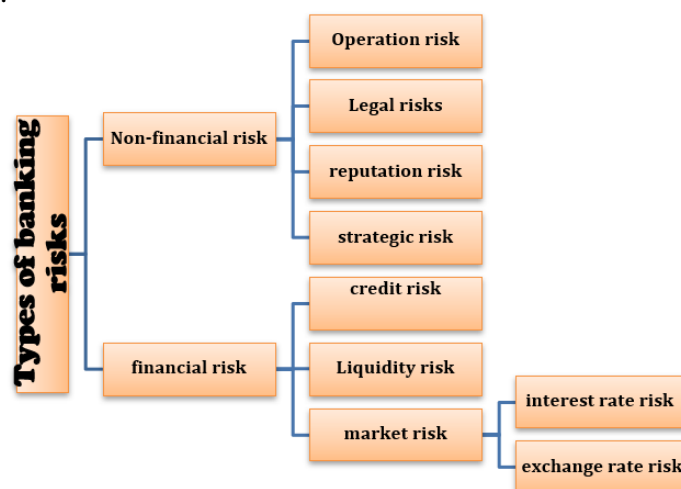 Types of banking
risks
Non-financial risk
Operation risk
Legal risks
reputation risk
strategic risk
financial risk
credit risk
Liquidity risk
market risk
interest rate risk
exchange rate risk